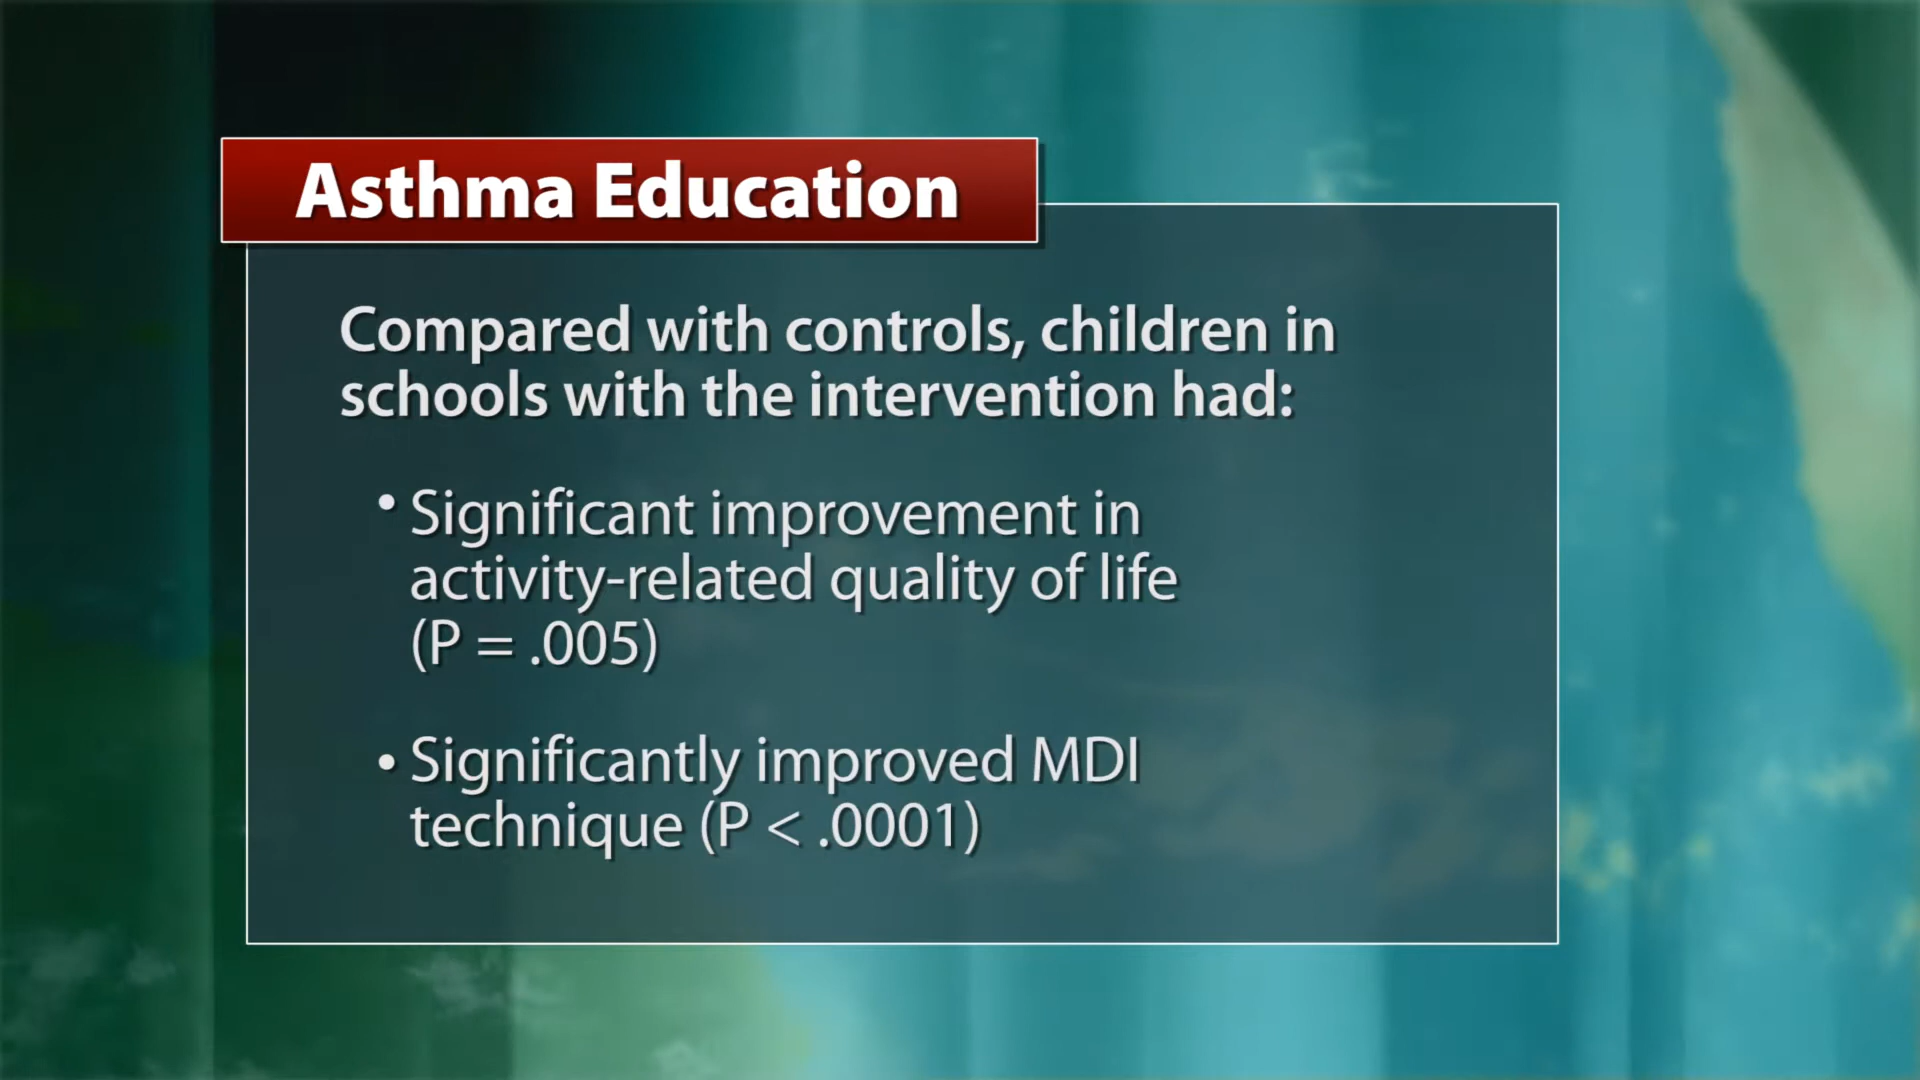 Asthma Education
Compared with controls, children in
schools with the intervention had:
• Significant improvement in
activity-related quality of life
(P = .005)
• Significantly improved MDI
technique (P < .0001)